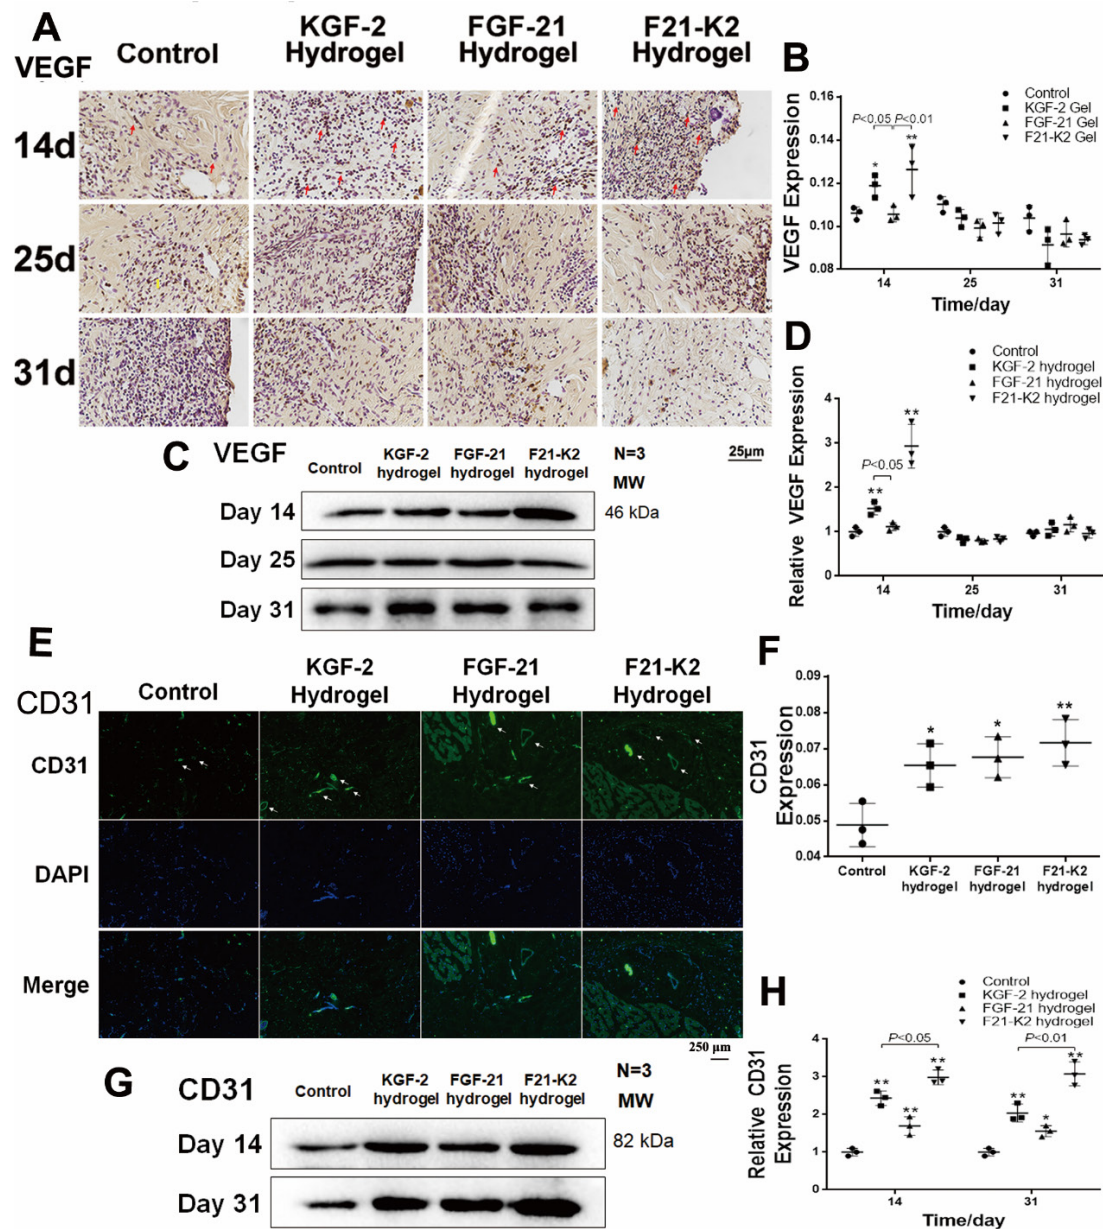 A
VEGF
Control
KGF-2
Hydrogel
FGF-21
Hydrogel
F21-K2
Hydrogel
14d
25d
31d
25μm
B
Control
KGF-2 Gel
FGF-21 Gel
F21-K2 Gel
VEGF Expression
0.16
0.14
0.12
0.10
0.08
P<0.05
P<0.01
*
**
14
25
31
Time/day
C
VEGF
Control
KGF-2
hydrogel
FGF-21
hydrogel
F21-K2
hydrogel
N=3
MW
Day 14
46 kDa
Day 25
Day 31
D
Control
KGF-2 hydrogel
FGF-21 hydrogel
F21-K2 hydrogel
Relative VEGF Expression
4
3
2
1
0
**
P<0.05
**
14
25
31
Time/day
E
CD31
Control
KGF-2
Hydrogel
FGF-21
Hydrogel
F21-K2
Hydrogel
CD31
DAPI
Merge
250 μm
F
CD31
Expression
0.09
0.08
0.07
0.06
0.05
0.04
*
*
**
Control
KGF-2
hydrogel
FGF-21
hydrogel
F21-K2
hydrogel
G
CD31
Control
KGF-2
hydrogel
FGF-21
hydrogel
F21-K2
hydrogel
N=3
MW
Day 14
82 kDa
Day 31
H
Control
KGF-2 hydrogel
FGF-21 hydrogel
F21-K2 hydrogel
Relative CD31
Expression
4
3
2
1
0
P<0.05
P<0.01
**
**
**
**
*
**
14
31
Time/day